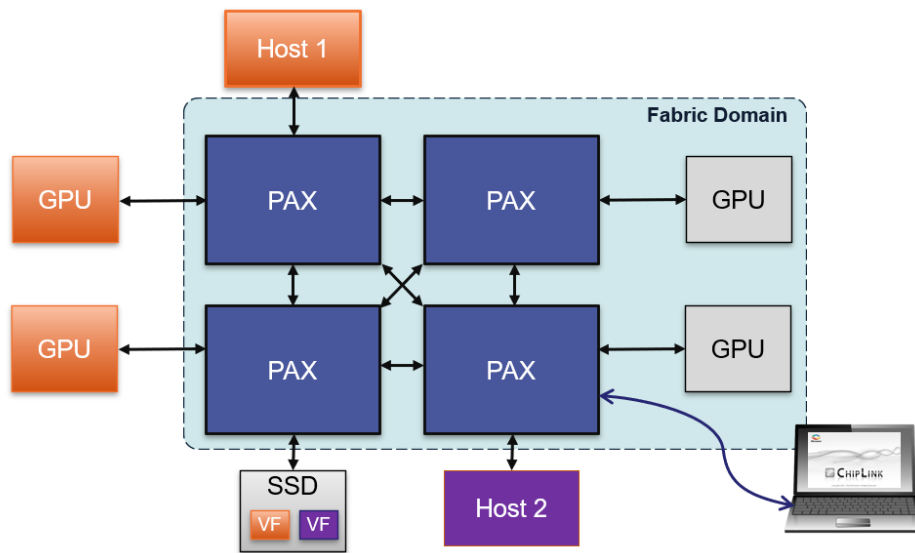 Host 1
Fabric Domain
GPU
PAX
PAX
GPU
GPU
PAX
PAX
GPU
SSD
VF
VF
Host 2
CHIPLINK